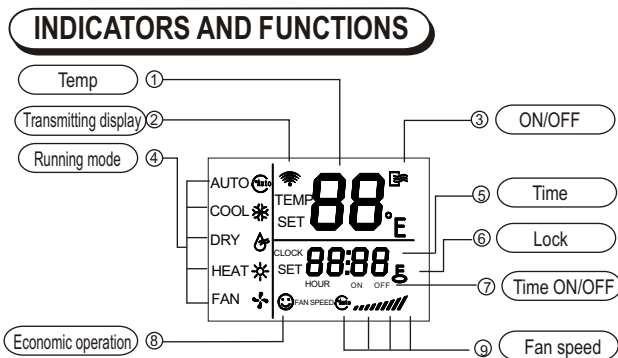 INDICATORS AND FUNCTIONS
Temp ①
Transmitting display ②
③ ON/OFF
Running mode ④
AUTO Auto
TEMP
SET
88°E
COOL
DRY
HEAT
FAN
CLOCK
SET
88:88
HOUR ON OFF
FAN SPEED Auto
⑤ Time
⑥ Lock
⑦ Time ON/OFF
Economic operation ⑧
⑨ Fan speed